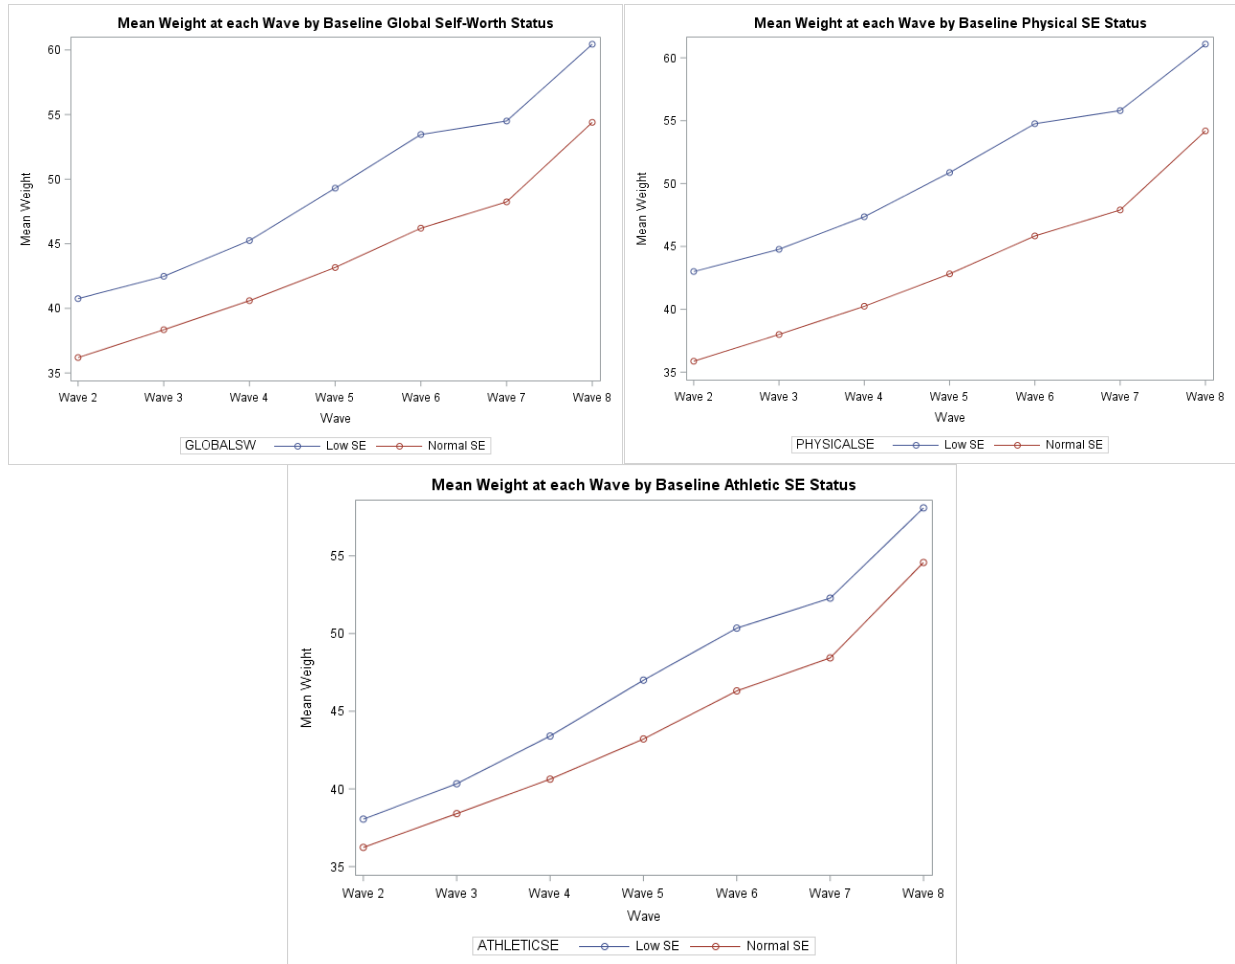 Mean Weight at each Wave by Baseline Global Self-Worth Status
60
55
50
45
40
35
Mean Weight
Wave 2 Wave 3 Wave 4 Wave 5 Wave 6 Wave 7 Wave 8
Wave
GLOBALSW Low SE Normal SE
Mean Weight at each Wave by Baseline Physical SE Status
60
55
50
45
40
35
Mean Weight
Wave 2 Wave 3 Wave 4 Wave 5 Wave 6 Wave 7 Wave 8
Wave
PHYSICALSE Low SE Normal SE
Mean Weight at each Wave by Baseline Athletic SE Status
55
50
45
40
35
Mean Weight
Wave 2 Wave 3 Wave 4 Wave 5 Wave 6 Wave 7 Wave 8
Wave
ATHLETICSE Low SE Normal SE